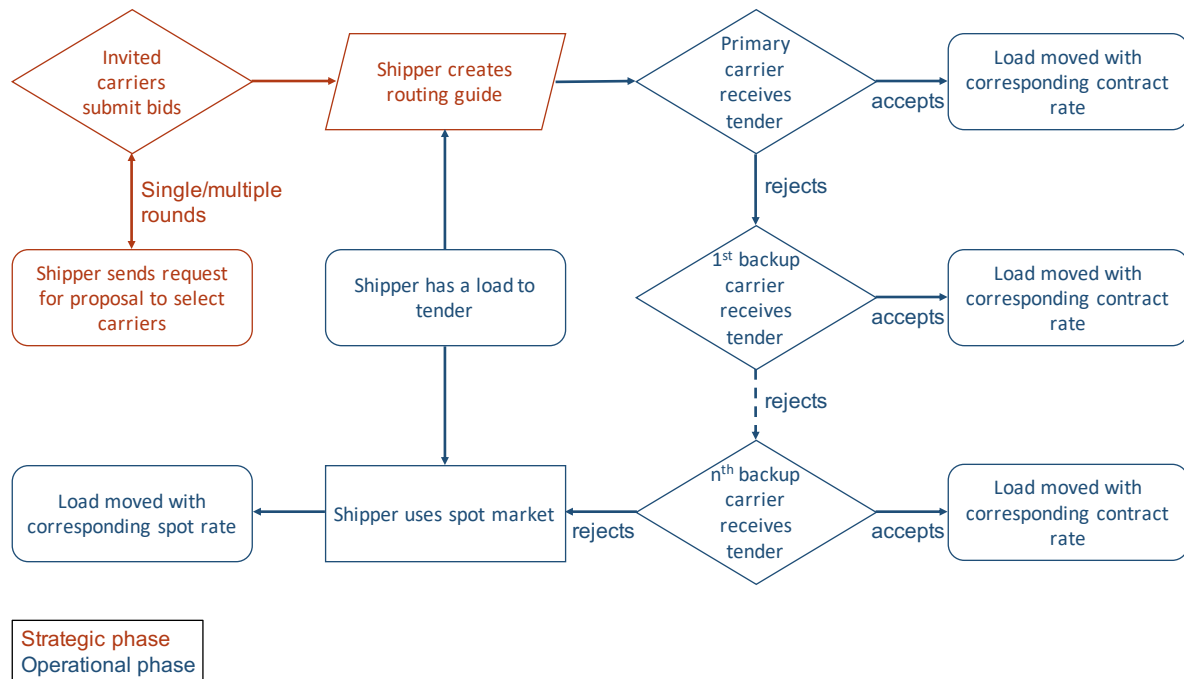 Invited
carriers
submit bids
Shipper creates
routing guide
Primary
carrier
receives
tender
accepts
Load moved with
corresponding contract
rate
Single/multiple
rounds
rejects
Shipper sends request
for proposal to select
carriers
Shipper has a load to
tender
1st backup
carrier
receives
tender
accepts
Load moved with
corresponding contract
rate
rejects
Load moved with
corresponding spot rate
Shipper uses spot market
rejects
nth backup
carrier
receives
tender
accepts
Load moved with
corresponding contract
rate
Strategic phase
Operational phase